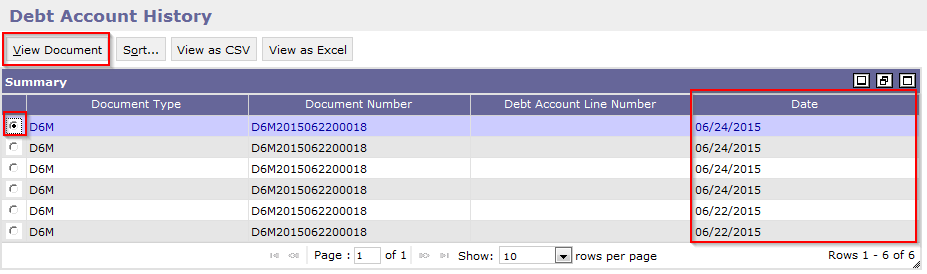 Debt Account History
View Document Sort... View as CSV View as Excel
Summary
Document Type Document Number Debt Account Line Number Date
D6M D6M2015062200018 06/24/2015
D6M D6M2015062200018 06/24/2015
D6M D6M2015062200018 06/24/2015
D6M D6M2015062200018 06/24/2015
D6M D6M2015062200018 06/22/2015
D6M D6M2015062200018 06/22/2015
Page : 1 of 1 Show: 10 rows per page Rows 1 - 6 of 6